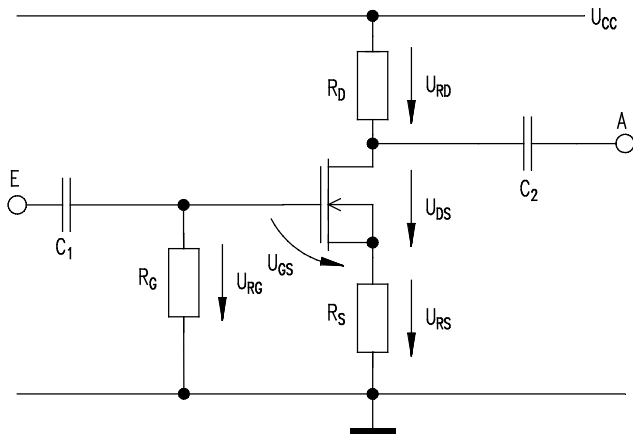 U_CC
R_D
U_RD
A
E
C_2
C_1
U_DS
U_GS
R_G
U_RG
R_S
U_RS